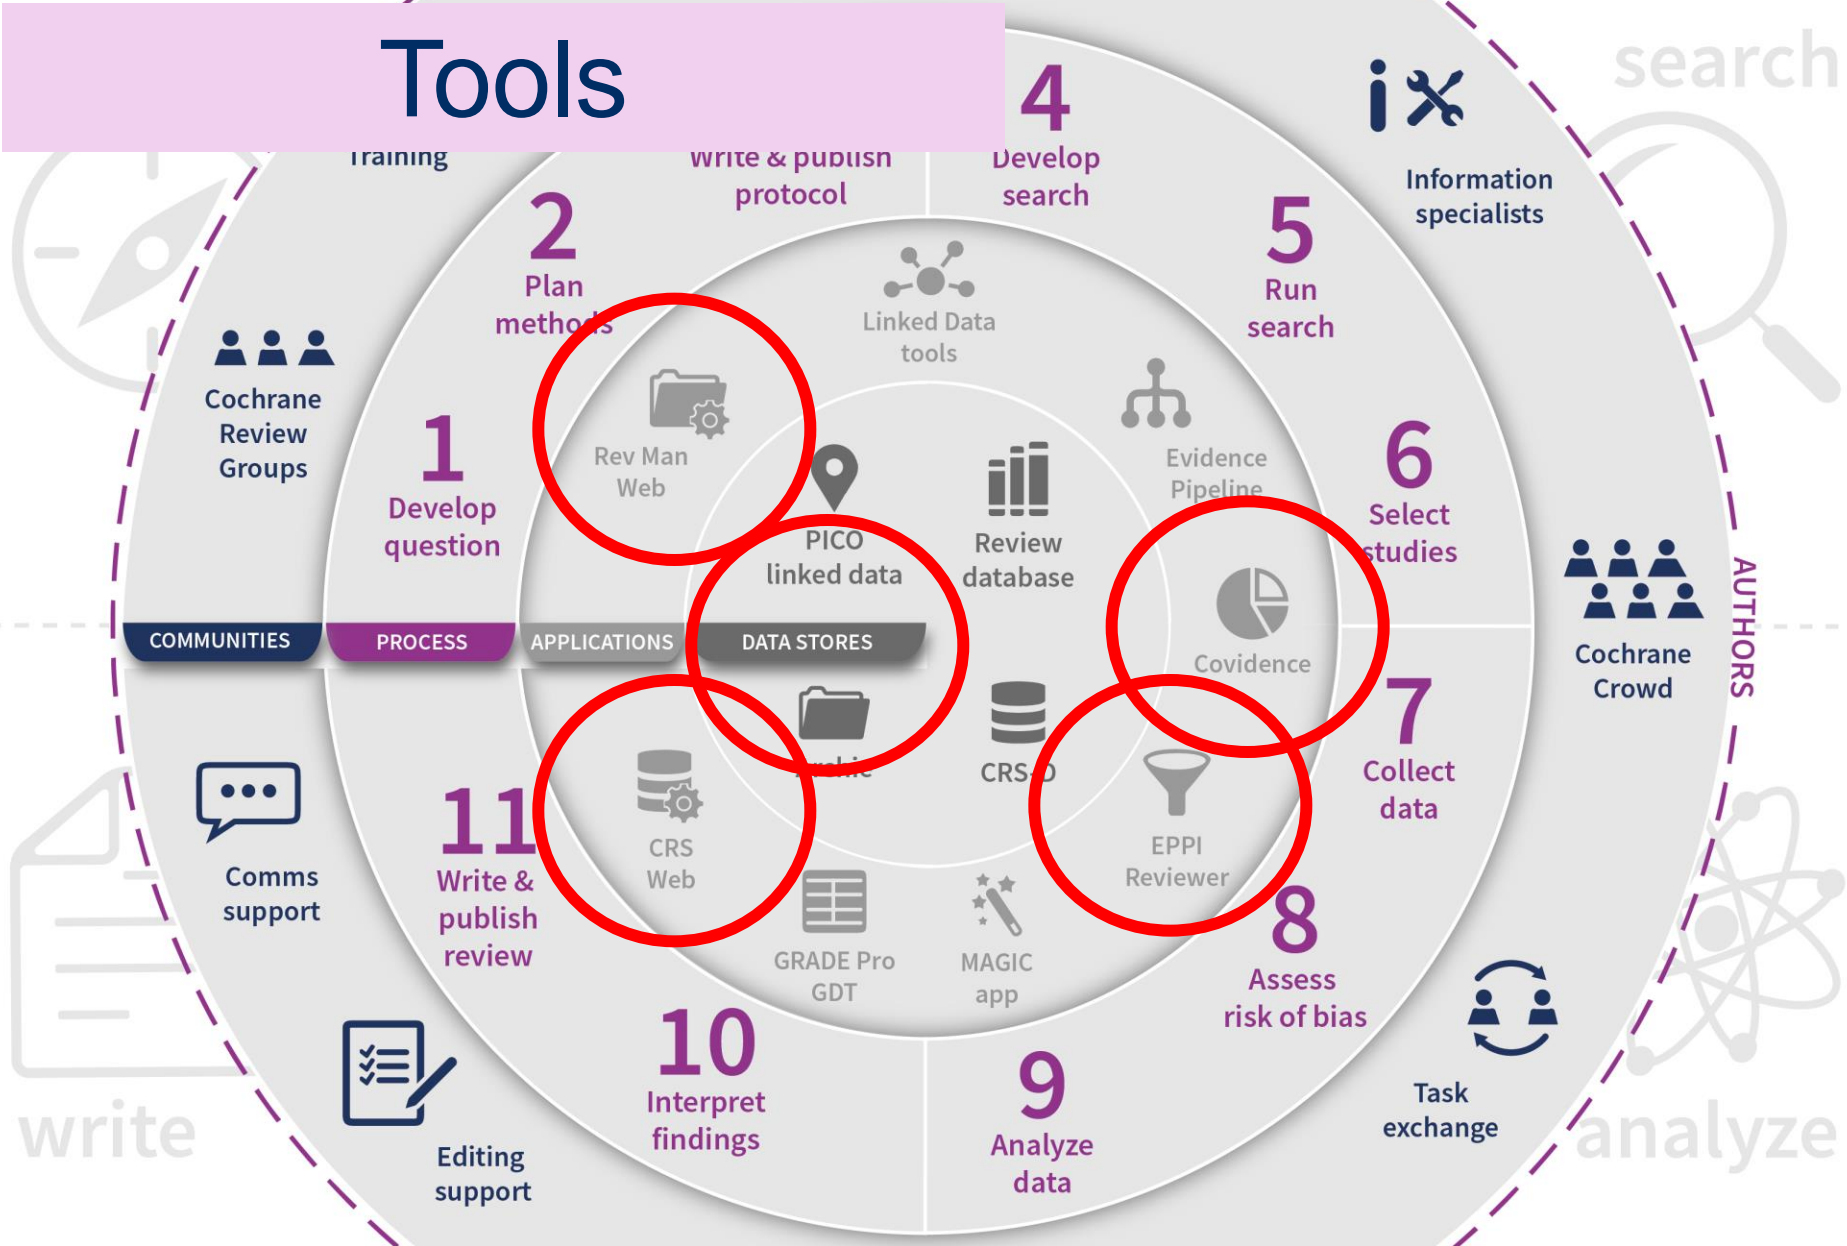 Tools
search
Training
Write & publish
protocol
4
Develop
search
Information
specialists
2
Plan
methods
5
Run
search
Linked Data
tools
Cochrane
Review
Groups
1
Develop
question
Rev Man
Web
PICO
linked data
Review
database
Evidence
Pipeline
6
Select
studies
Covidence
Cochrane
Crowd
AUTHORS
COMMUNITIES
PROCESS
APPLICATIONS
DATA STORES
Archie
CRS-D
7
Collect
data
Comms
support
11
Write &
publish
review
CRS
Web
EPPI
Reviewer
GRADE Pro
GDT
MAGIC
app
8
Assess
risk of bias
10
Interpret
findings
9
Analyze
data
Task
exchange
write
Editing
support
analyze